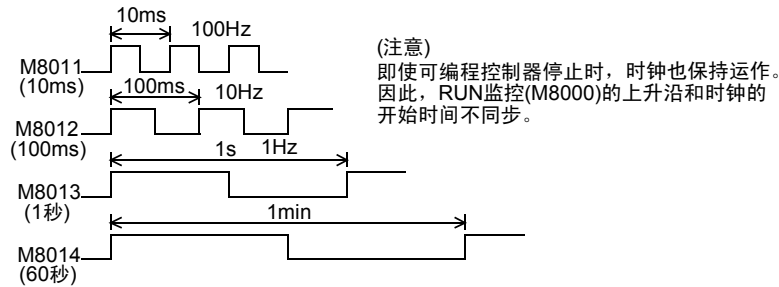 10ms
100Hz
M8011
(10ms)
100ms
10Hz
M8012
(100ms)
1s
1Hz
M8013
(1秒)
1min
M8014
(60秒)
(注意)
即使可编程控制器停止时，时钟也保持运作。
因此，RUN监控(M8000)的上升沿和时钟的
开始时间不同步。